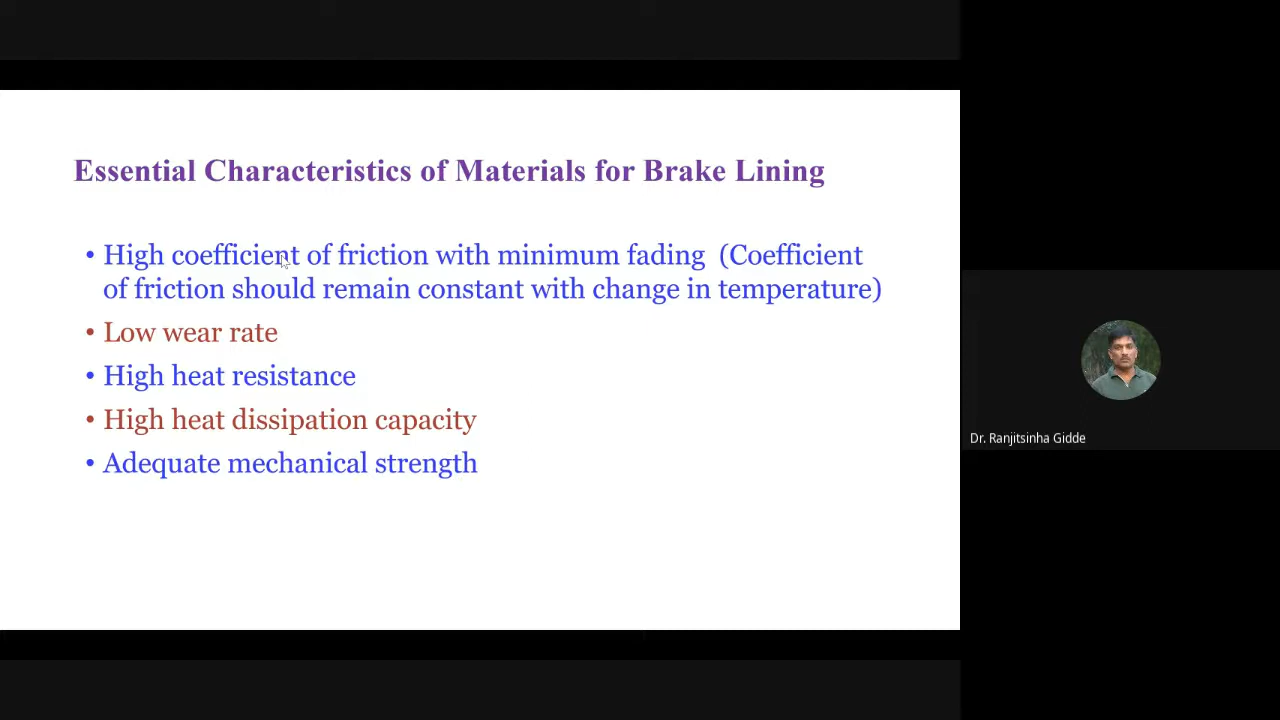 Essential Characteristics of Materials for Brake Lining
• High coefficient of friction with minimum fading (Coefficient
of friction should remain constant with change in temperature)
• Low wear rate
• High heat resistance
• High heat dissipation capacity
• Adequate mechanical strength
Dr. Ranjitsinha Gidde